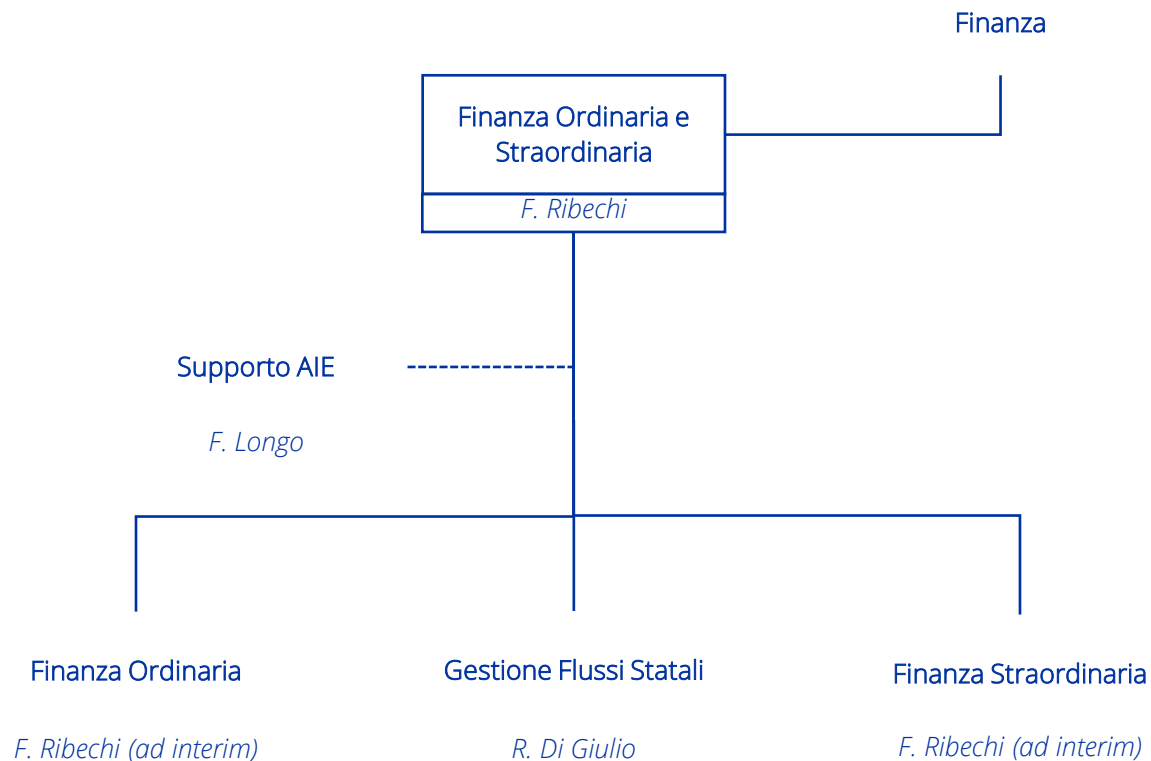 Finanza
Finanza Ordinaria e
Straordinaria
F. Ribechi
Supporto AIE
F. Longo
Finanza Ordinaria
F. Ribechi (ad interim)
Gestione Flussi Statali
R. Di Giulio
Finanza Straordinaria
F. Ribechi (ad interim)